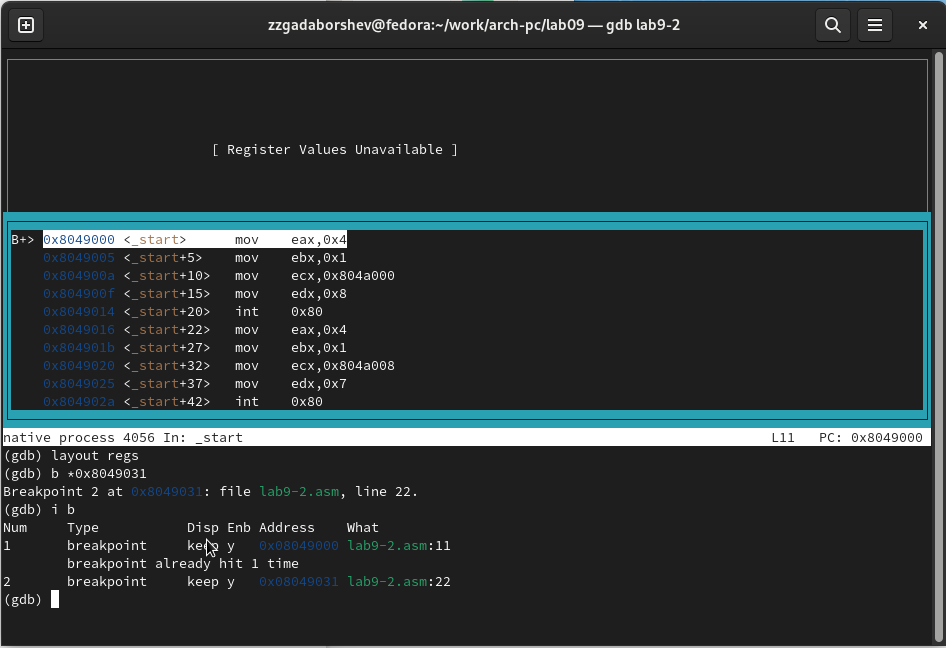 zzgadaborshev@fedora:~/work/arch-pc/lab09 — gdb lab9-2
[ Register Values Unavailable ]
B+> 0x8049000 <_start> mov eax,0x4
0x8049005 <_start+5> mov ebx,0x1
0x804900a <_start+10> mov ecx,0x804a000
0x804900f <_start+15> mov edx,0x8
0x8049014 <_start+20> int 0x80
0x8049016 <_start+22> mov eax,0x4
0x804901b <_start+27> mov ebx,0x1
0x8049020 <_start+32> mov ecx,0x804a008
0x8049025 <_start+37> mov edx,0x7
0x804902a <_start+42> int 0x80
native process 4056 In: _start L11 PC: 0x8049000
(gdb) layout regs
(gdb) b *0x8049031
Breakpoint 2 at 0x8049031: file lab9-2.asm, line 22.
(gdb) i b
Num Type Disp Enb Address What
1 breakpoint keep y 0x08049000 lab9-2.asm:11
breakpoint already hit 1 time
2 breakpoint keep y 0x08049031 lab9-2.asm:22
(gdb)